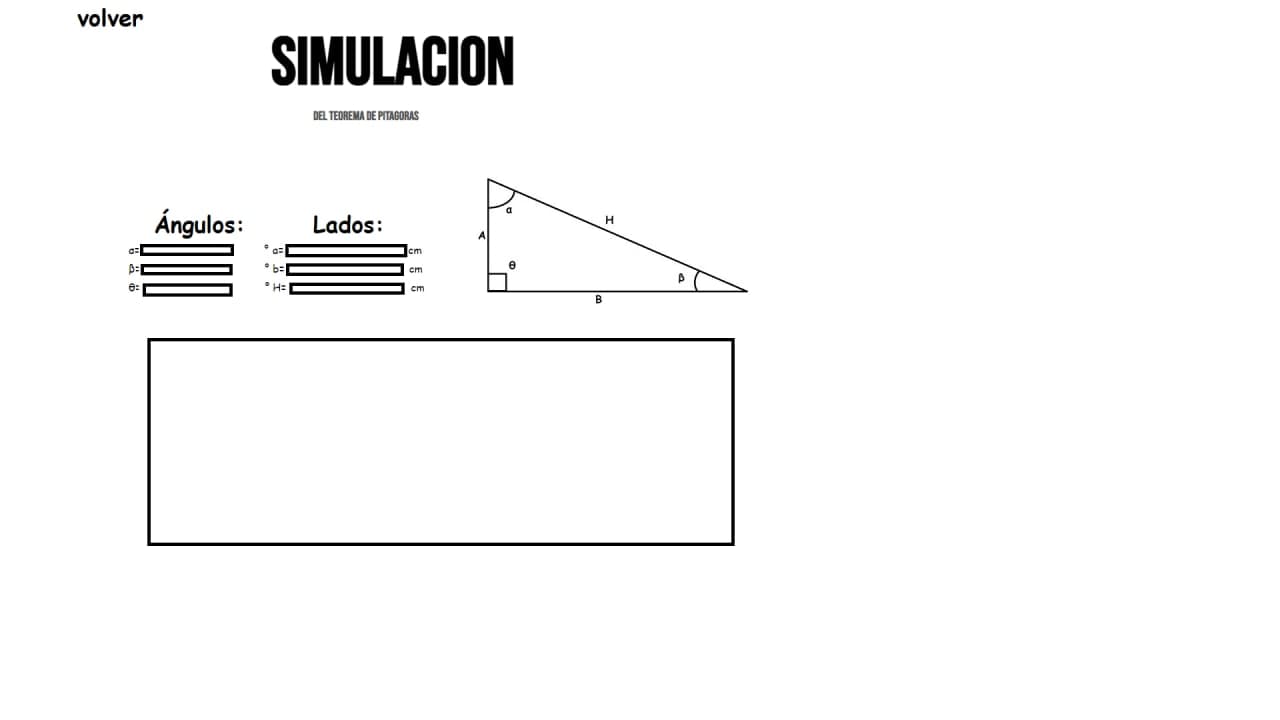 volver
SIMULACION
DEL TEOREMA DE PITAGORAS
Ángulos: Lados:
α= ° a= cm
β= ° b= cm
θ= ° H= cm
α
H
A
θ
β
B